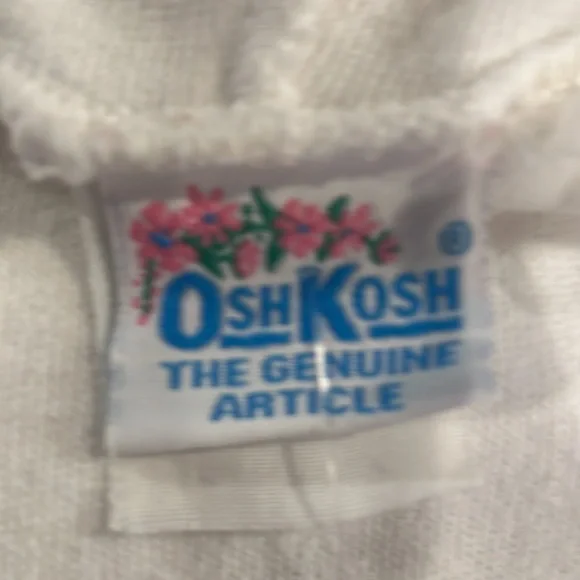 ®
OSHKOSH
THE GENUINE
ARTICLE